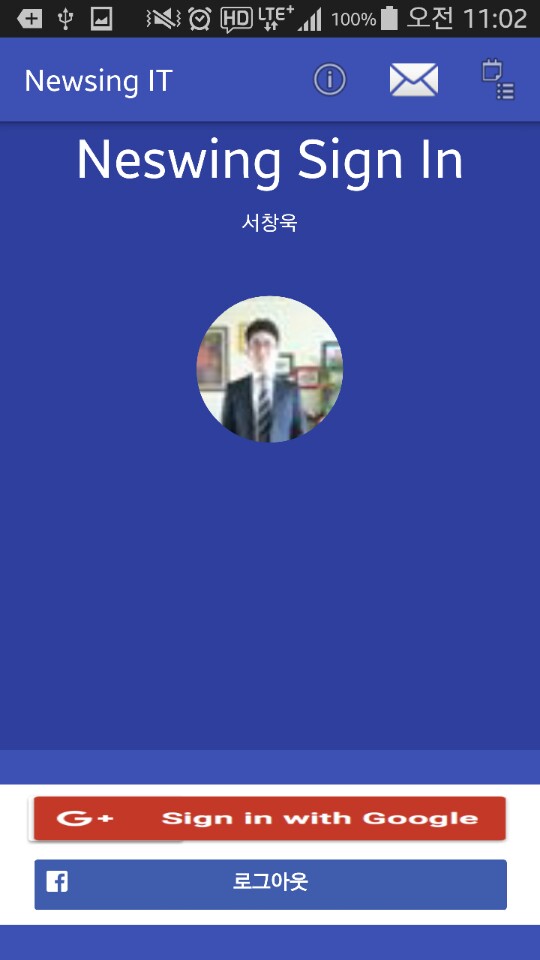 HD LTE+ 100% 오전 11:02
Newsing IT
Neswing Sign In
서창욱
G+ Sign in with Google
로그아웃